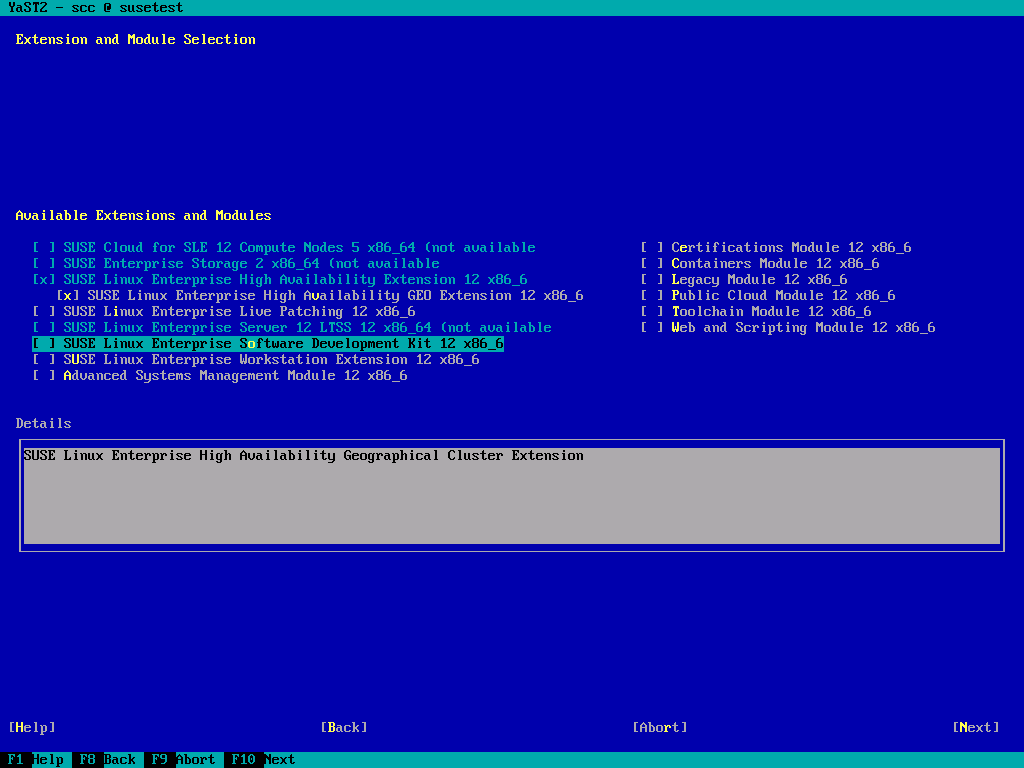 YaST2 - scc @ susetest
Extension and Module Selection
Available Extensions and Modules
[ ] SUSE Cloud for SLE 12 Compute Nodes 5 x86_64 (not available
[ ] SUSE Enterprise Storage 2 x86_64 (not available
[x] SUSE Linux Enterprise High Availability Extension 12 x86_6
[x] SUSE Linux Enterprise High Availability GEO Extension 12 x86_6
[ ] SUSE Linux Enterprise Live Patching 12 x86_6
[ ] SUSE Linux Enterprise Server 12 LTSS 12 x86_64 (not available
[ ] SUSE Linux Enterprise Software Development Kit 12 x86_6
[ ] SUSE Linux Enterprise Workstation Extension 12 x86_6
[ ] Advanced Systems Management Module 12 x86_6
[ ] Certifications Module 12 x86_6
[ ] Containers Module 12 x86_6
[ ] Legacy Module 12 x86_6
[ ] Public Cloud Module 12 x86_6
[ ] Toolchain Module 12 x86_6
[ ] Web and Scripting Module 12 x86_6
Details
SUSE Linux Enterprise High Availability Geographical Cluster Extension
[Help] [Back] [Abort] [Next]
F1 Help F8 Back F9 Abort F10 Next